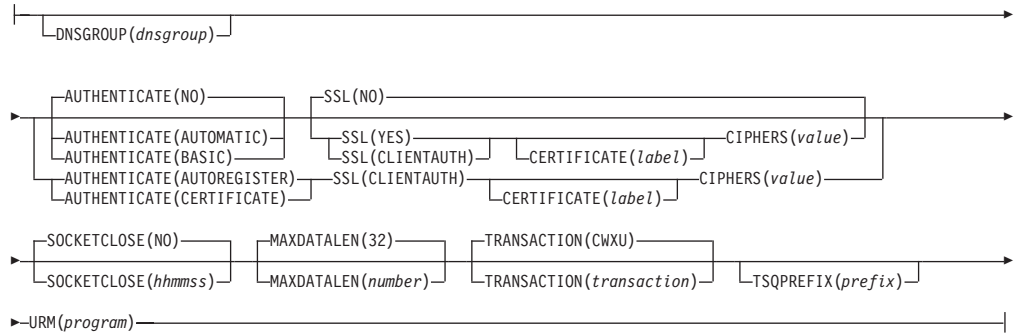 DNSGROUP(dnsgroup)
AUTHENTICATE(NO) SSL(NO)
AUTHENTICATE(AUTOMATIC) SSL(YES) CIPHERS(value)
AUTHENTICATE(BASIC) SSL(CLIENTAUTH) CERTIFICATE(label)
AUTHENTICATE(AUTOREGISTER) SSL(CLIENTAUTH) CIPHERS(value)
AUTHENTICATE(CERTIFICATE) CERTIFICATE(label)
SOCKETCLOSE(NO) MAXDATALEN(32) TRANSACTION(CWXU)
SOCKETCLOSE(hhmmss) MAXDATALEN(number) TRANSACTION(transaction) TSQPREFIX(prefix)
URM(program)